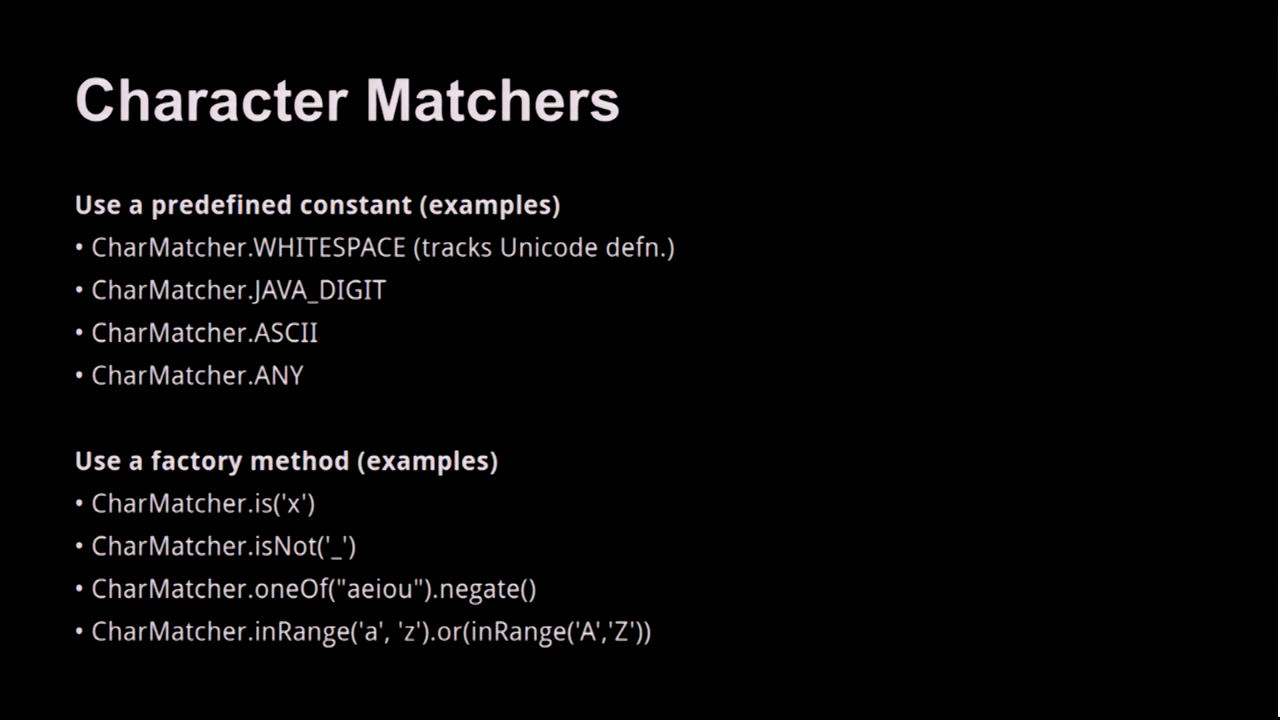 Character Matchers
Use a predefined constant (examples)
• CharMatcher.WHITESPACE (tracks Unicode defn.)
• CharMatcher.JAVA_DIGIT
• CharMatcher.ASCII
• CharMatcher.ANY
Use a factory method (examples)
• CharMatcher.is('x')
• CharMatcher.isNot('_')
• CharMatcher.oneOf("aeiou").negate()
• CharMatcher.inRange('a', 'z').or(inRange('A','Z'))